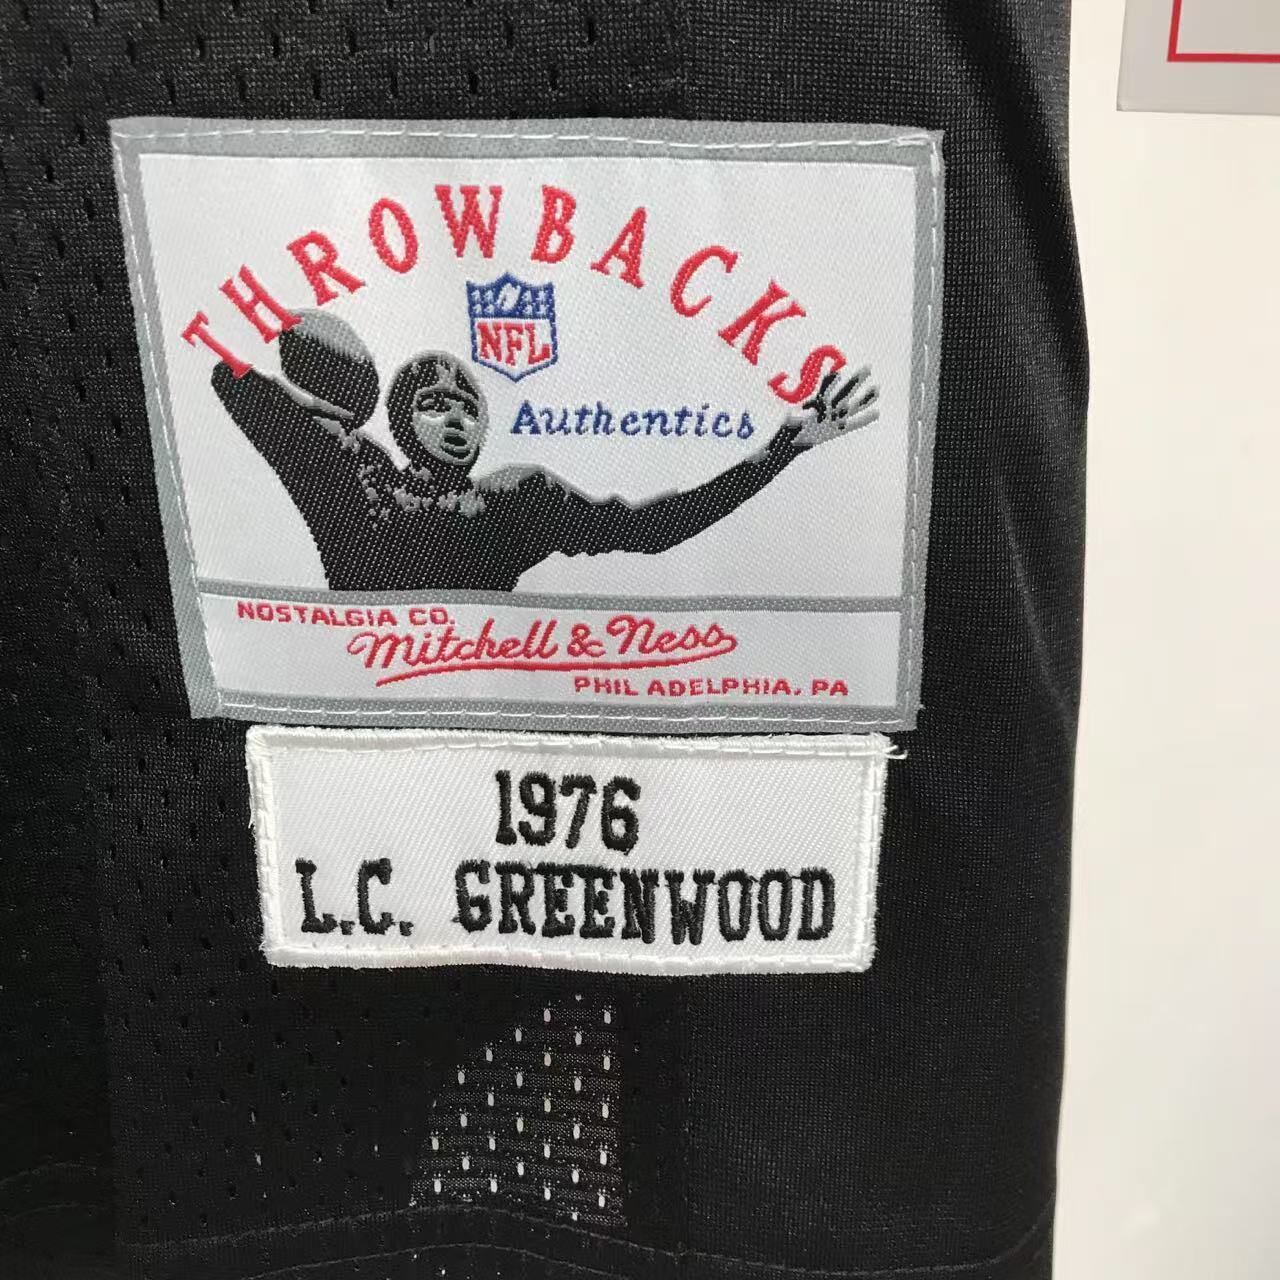 THROWBACKS
NFL
Authentics
NOSTALGIA CO.
Mitchell & Ness
PHILADELPHIA, PA
1976
L.C. GREENWOOD